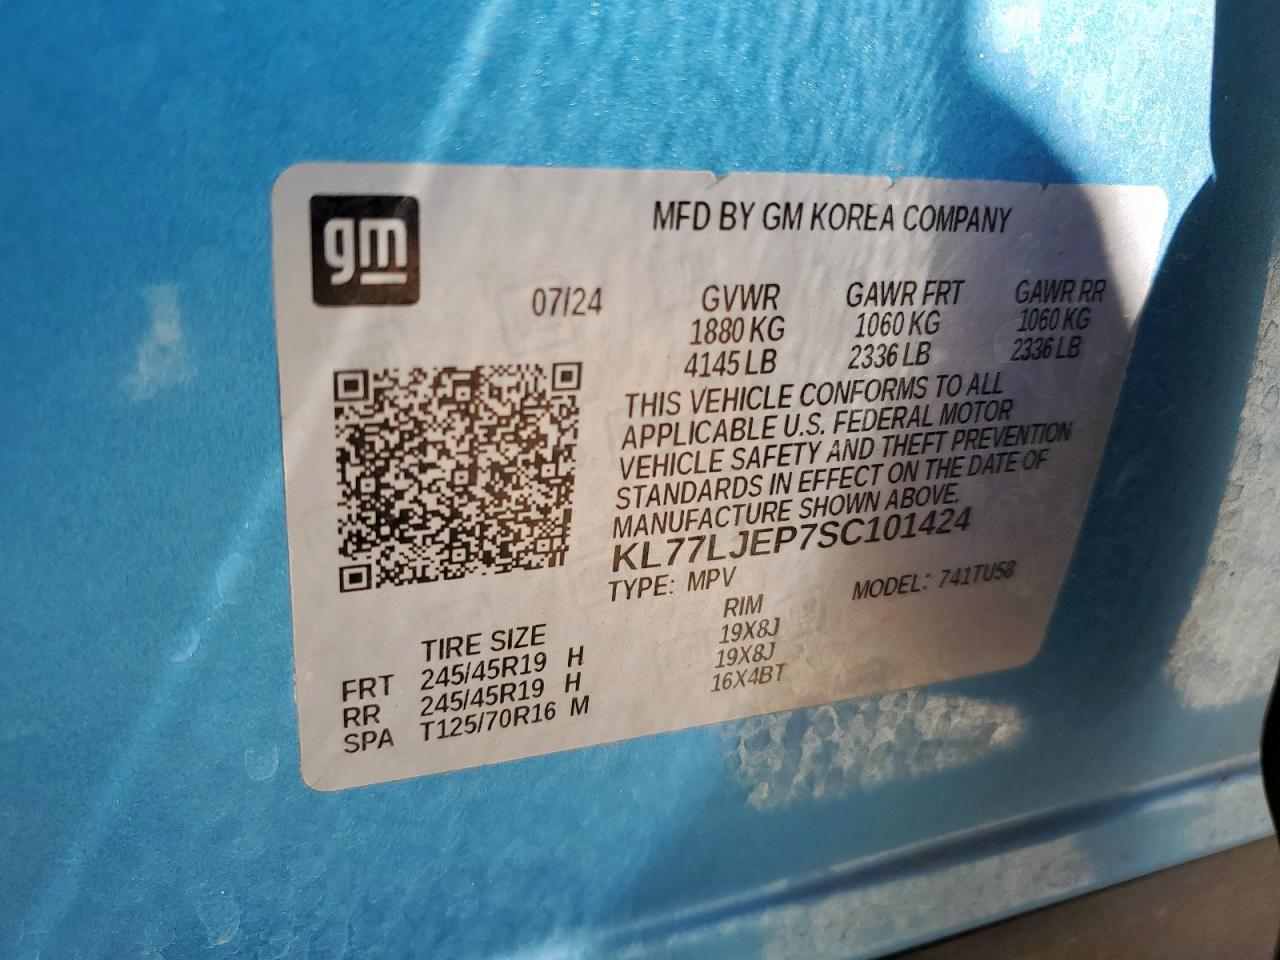 gm
MFD BY GM KOREA COMPANY
07/24 GVWR GAWR FRT GAWR RR
1880 KG 1060 KG 1060 KG
4145 LB 2336 LB 2336 LB
THIS VEHICLE CONFORMS TO ALL
APPLICABLE U.S. FEDERAL MOTOR
VEHICLE SAFETY AND THEFT PREVENTION
STANDARDS IN EFFECT ON THE DATE OF
MANUFACTURE SHOWN ABOVE.
KL77LJEP7SC101424
TYPE: MPV MODEL: 741TU58
TIRE SIZE RIM
FRT 245/45R19 H 19X8J
RR 245/45R19 H 19X8J
SPA T125/70R16 M 16X4BT